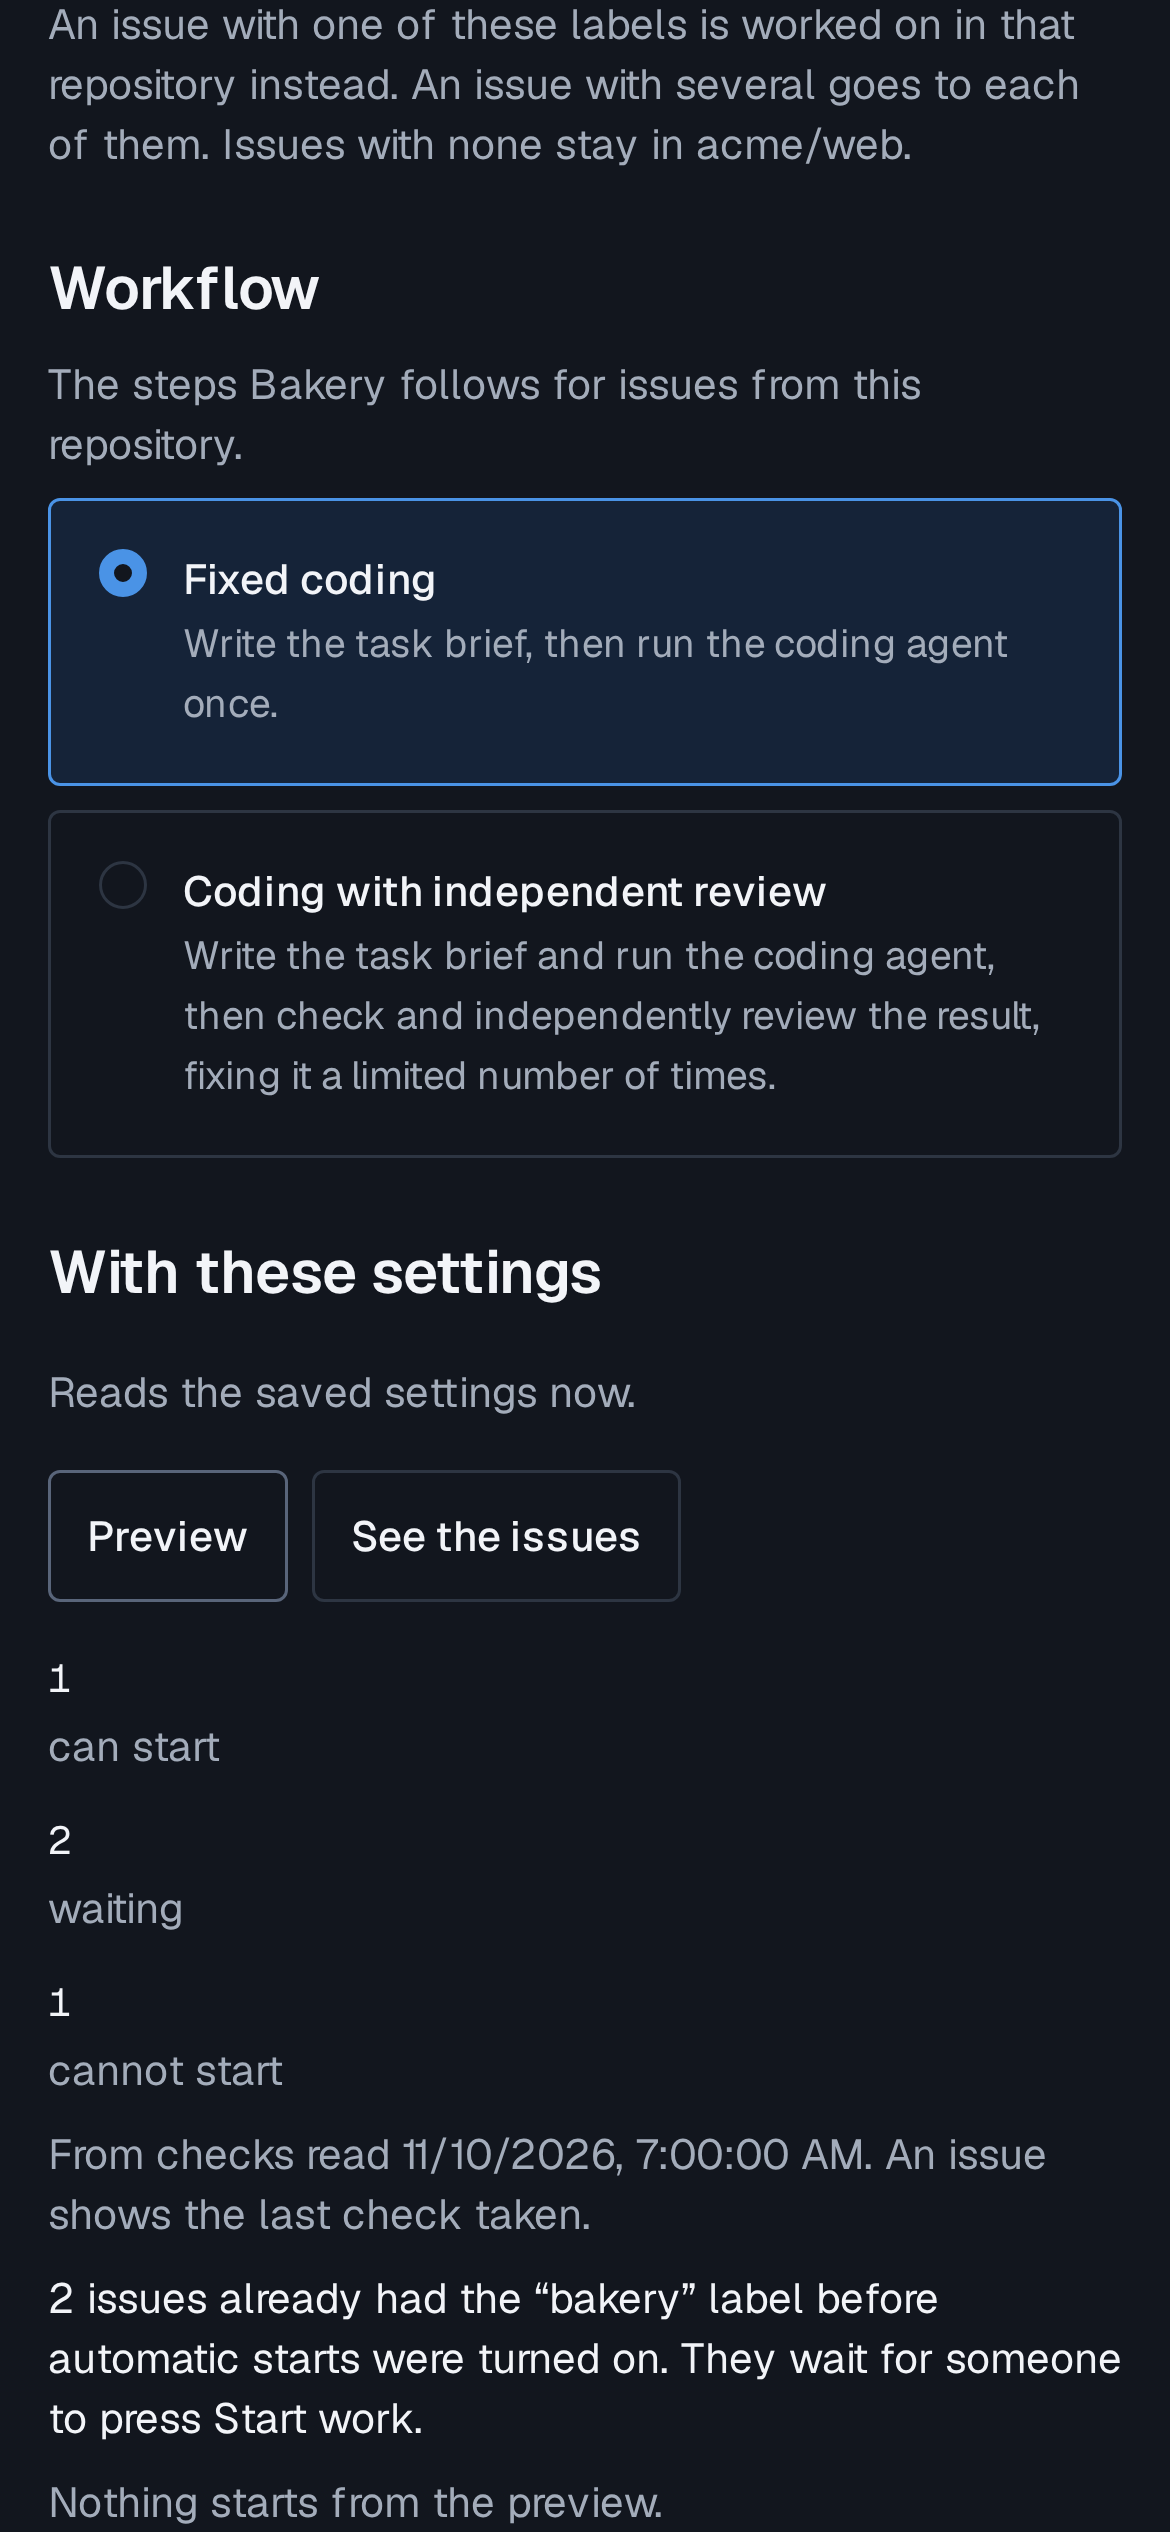 An issue with one of these labels is worked on in that
repository instead. An issue with several goes to each
of them. Issues with none stay in acme/web.
Workflow
The steps Bakery follows for issues from this
repository.
Fixed coding
Write the task brief, then run the coding agent
once.
Coding with independent review
Write the task brief and run the coding agent,
then check and independently review the result,
fixing it a limited number of times.
With these settings
Reads the saved settings now.
Preview
See the issues
1
can start
2
waiting
1
cannot start
From checks read 11/10/2026, 7:00:00 AM. An issue
shows the last check taken.
2 issues already had the “bakery” label before
automatic starts were turned on. They wait for someone
to press Start work.
Nothing starts from the preview.